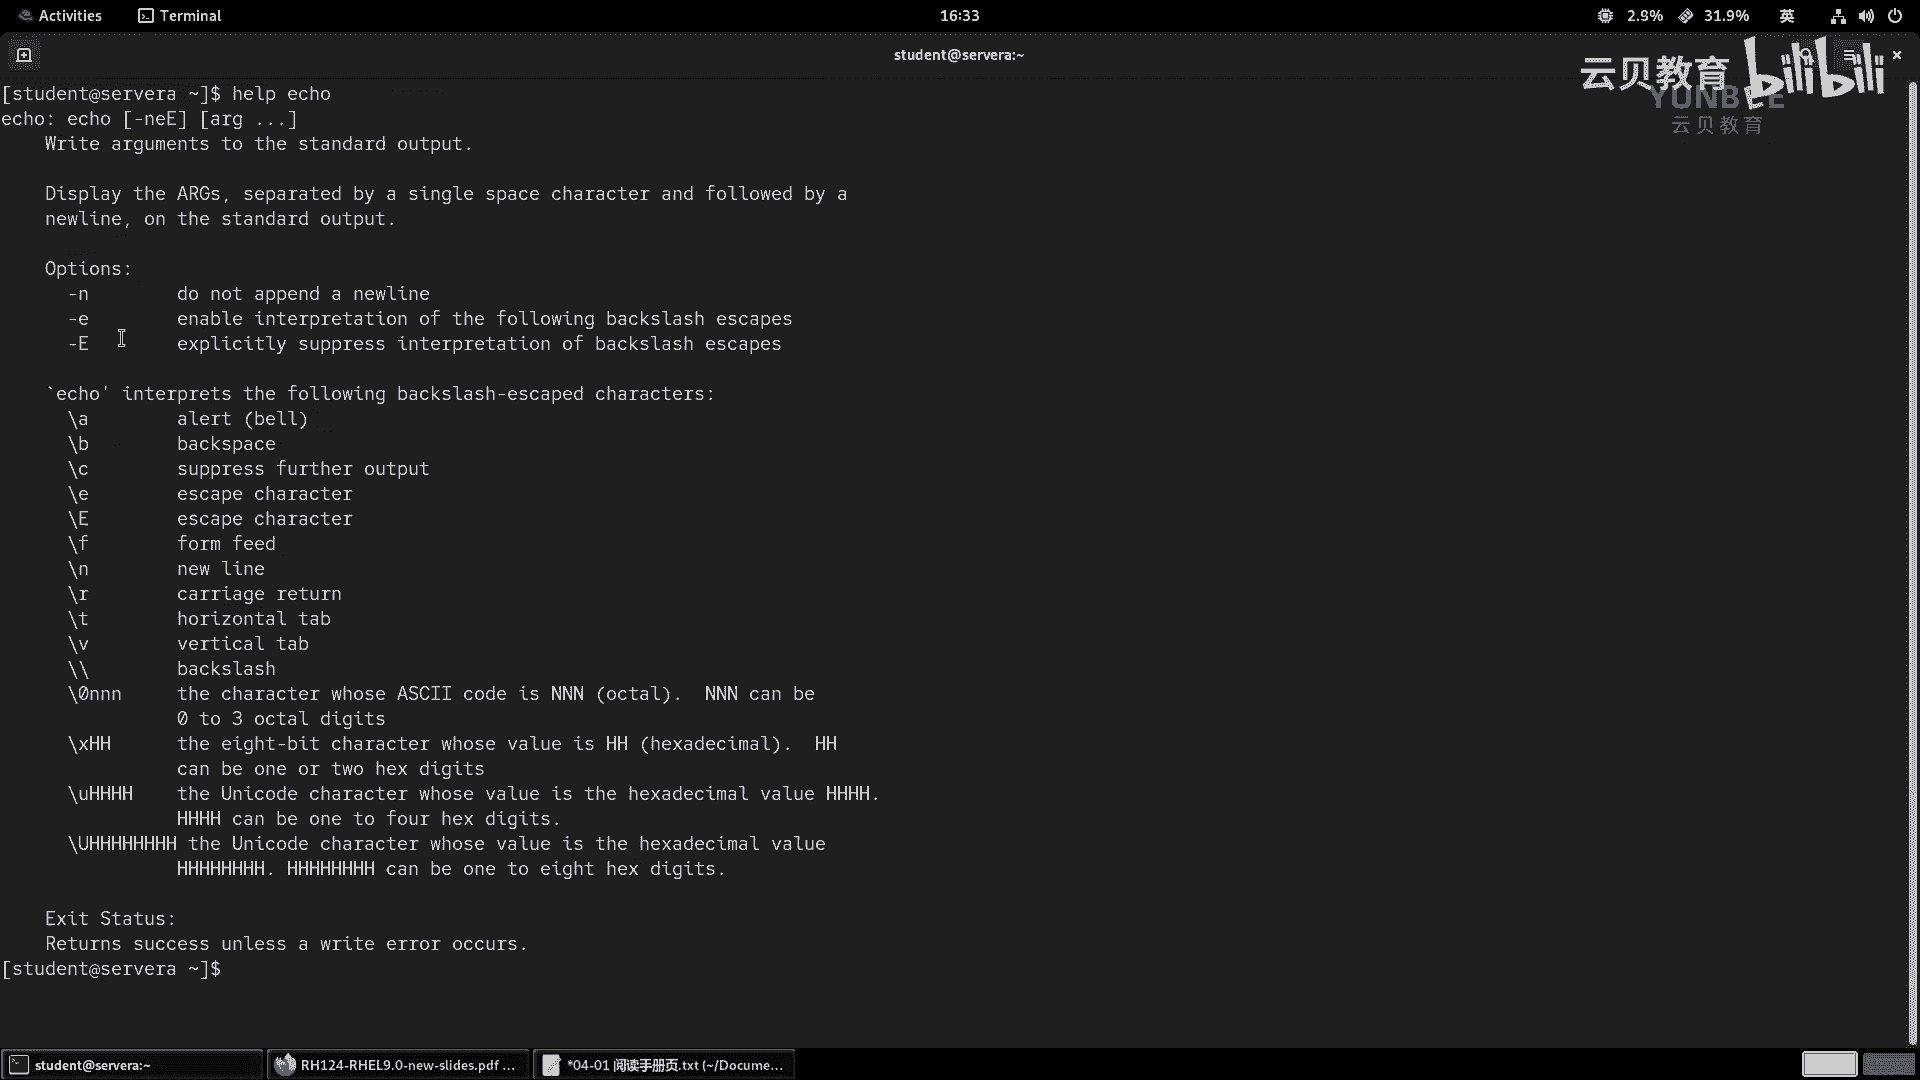 Activities Terminal 16:33 2.9% 31.9% 英
student@servera:~
云贝教育 bilibili
YUNBEE
云贝教育
[student@servera ~]$ help echo
echo: echo [-neE] [arg ...]
    Write arguments to the standard output.
    Display the ARGs, separated by a single space character and followed by a
    newline, on the standard output.
    Options:
      -n        do not append a newline
      -e        enable interpretation of the following backslash escapes
      -E        explicitly suppress interpretation of backslash escapes
    `echo' interprets the following backslash-escaped characters:
      \a        alert (bell)
      \b        backspace
      \c        suppress further output
      \e        escape character
      \E        escape character
      \f        form feed
      \n        new line
      \r        carriage return
      \t        horizontal tab
      \v        vertical tab
      \\        backslash
      \0nnn     the character whose ASCII code is NNN (octal).  NNN can be
                0 to 3 octal digits
      \xHH      the eight-bit character whose value is HH (hexadecimal).  HH
                can be one or two hex digits
      \uHHHH    the Unicode character whose value is the hexadecimal value HHHH.
                HHHH can be one to four hex digits.
      \UHHHHHHHH the Unicode character whose value is the hexadecimal value
                HHHHHHHH. HHHHHHHH can be one to eight hex digits.
    Exit Status:
    Returns success unless a write error occurs.
[student@servera ~]$
student@servera:~ RH124-RHEL9.0-new-slides.pdf ... *04-01 阅读手册页.txt (~/Docume...